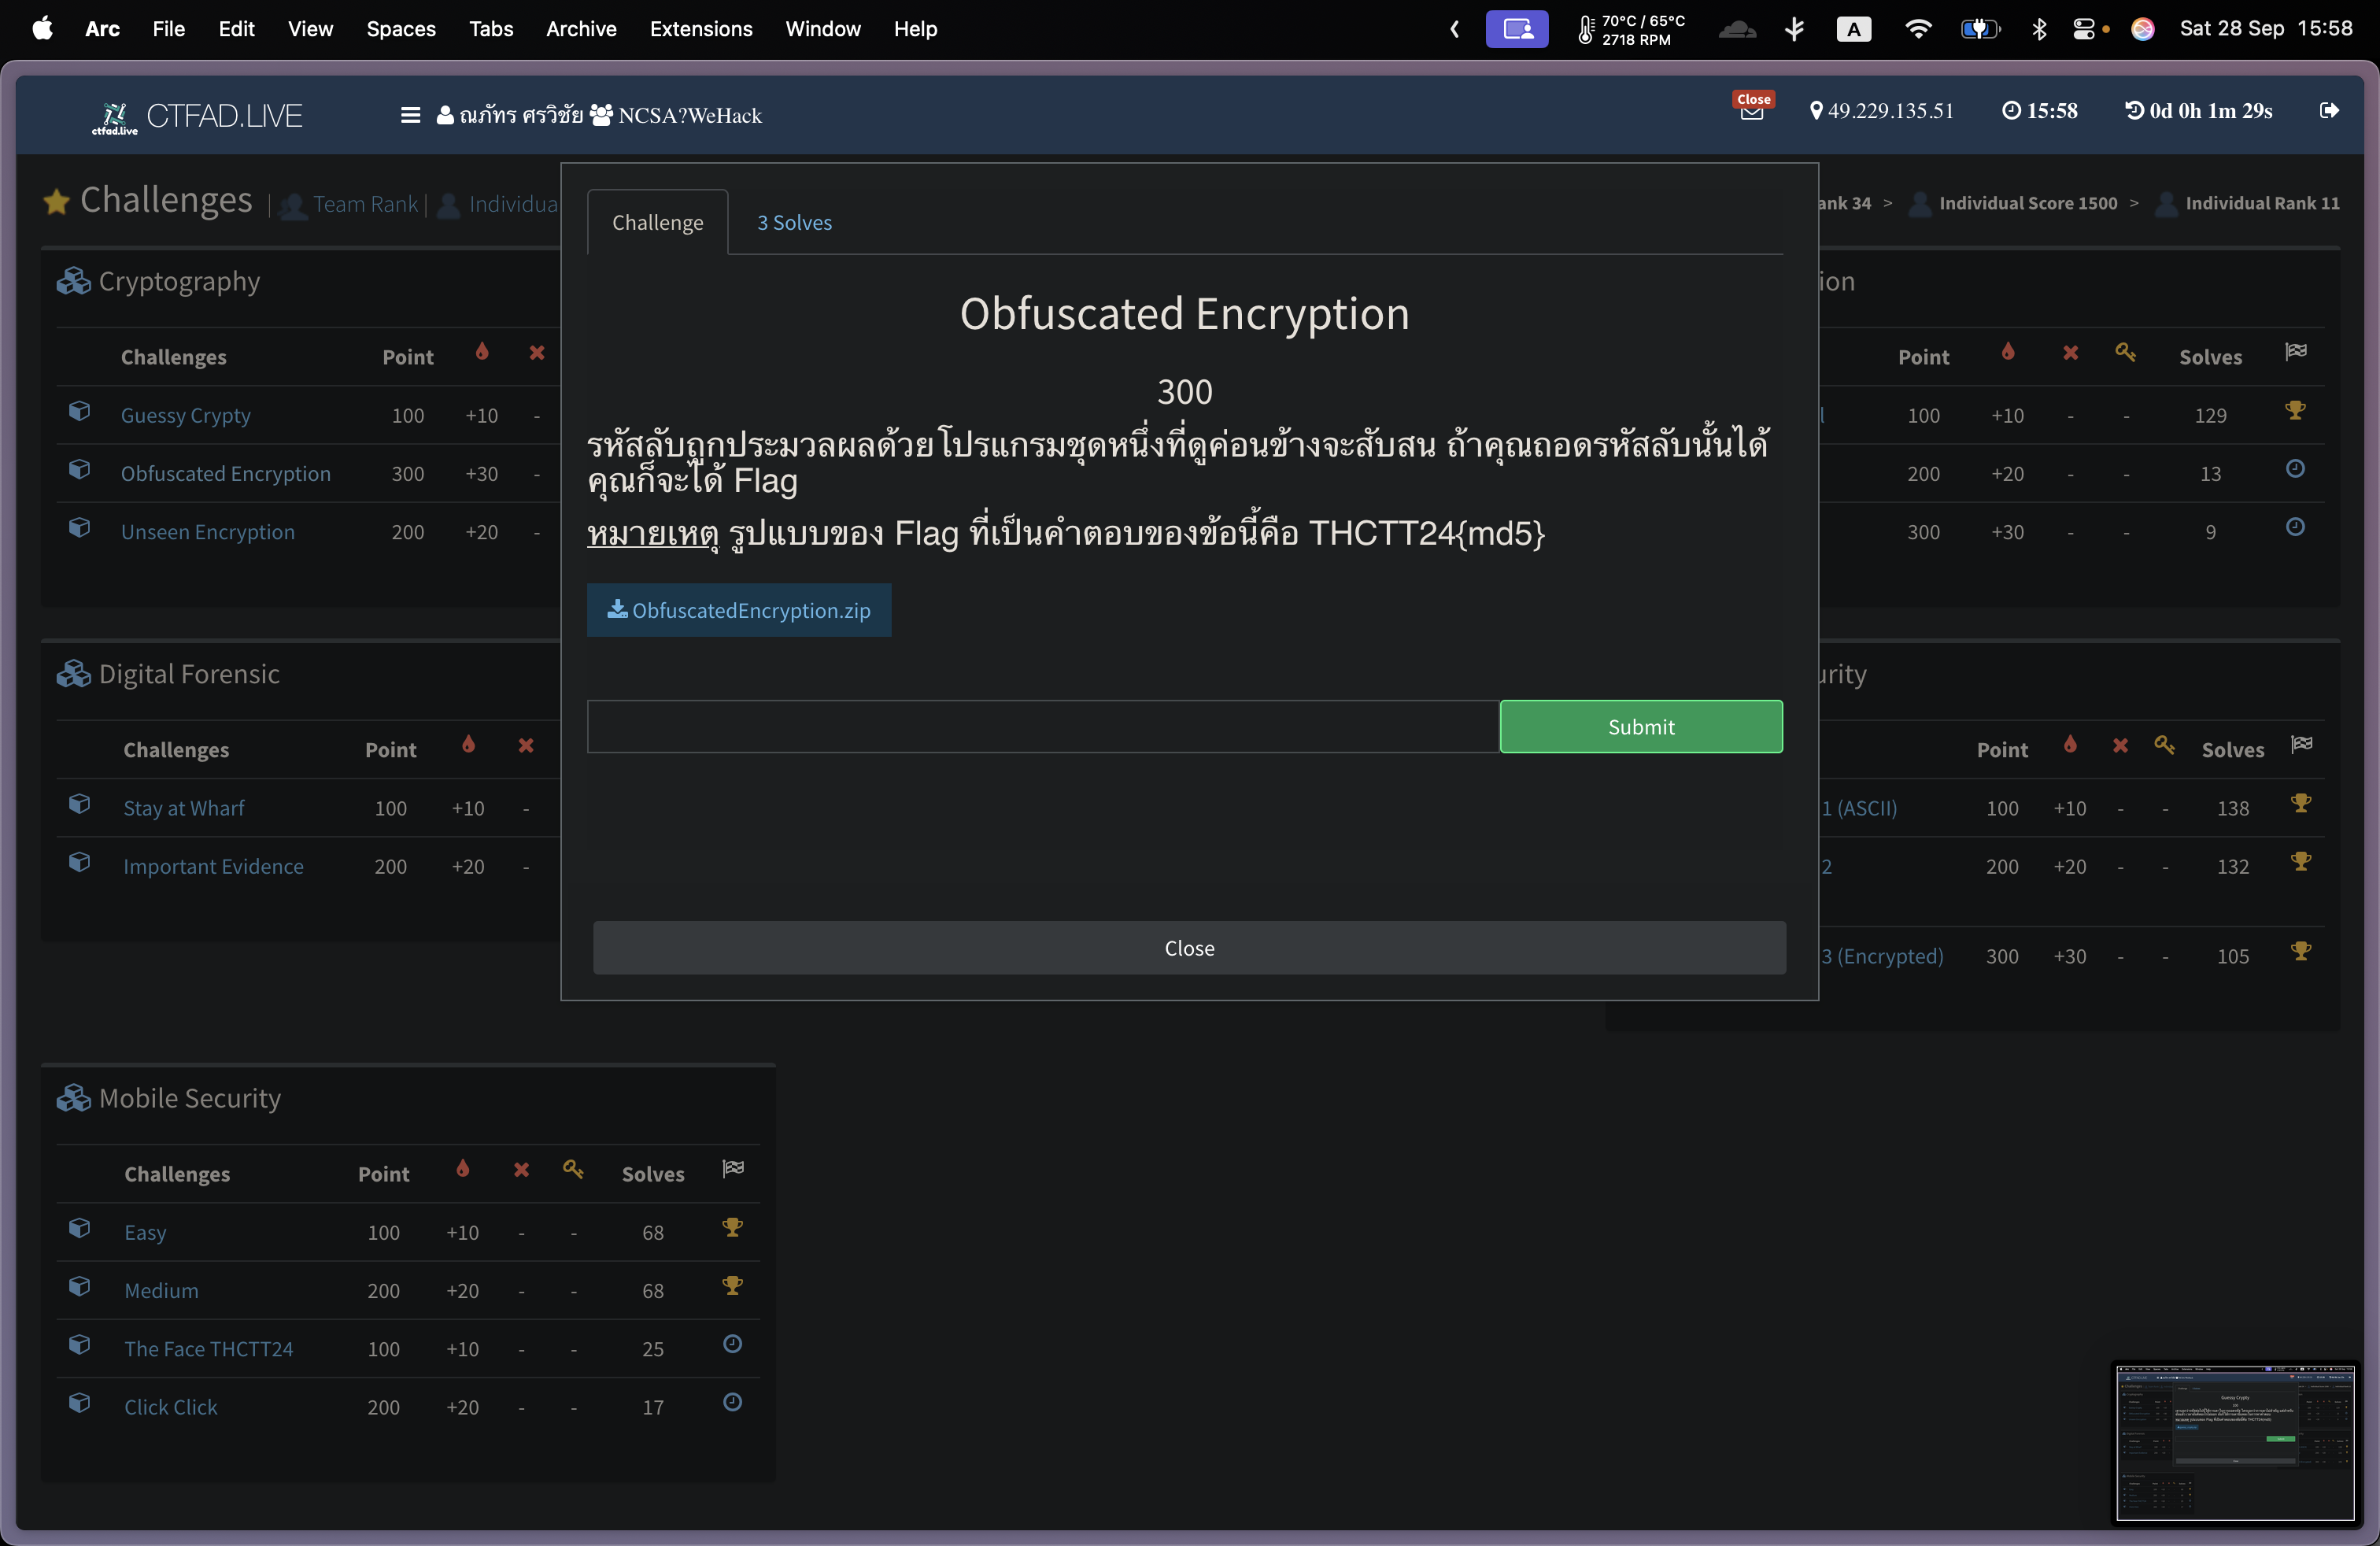 Arc File Edit View Spaces Tabs Archive Extensions Window Help
70°C / 65°C
2718 RPM
A
Sat 28 Sep 15:58
ctfad.live CTFAD.LIVE
ณภัทร ศรวิชัย NCSA?WeHack
Close
49.229.135.51
15:58
0d 0h 1m 29s
Challenges | Team Rank | Individua
ank 34 > Individual Score 1500 > Individual Rank 11
Challenge
3 Solves
Obfuscated Encryption
300
รหัสลับถูกประมวลผลด้วยโปรแกรมชุดหนึ่งที่ดูค่อนข้างจะสับสน ถ้าคุณถอดรหัสลับนั้นได้
คุณก็จะได้ Flag
หมายเหตุ รูปแบบของ Flag ที่เป็นคำตอบของข้อนี้คือ THCTT24{md5}
ObfuscatedEncryption.zip
Submit
Close
Cryptography
Challenges Point
Guessy Crypty 100 +10 -
Obfuscated Encryption 300 +30 -
Unseen Encryption 200 +20 -
ion
Point Solves
l 100 +10 - - 129
200 +20 - - 13
300 +30 - - 9
Digital Forensic
Challenges Point
Stay at Wharf 100 +10 -
Important Evidence 200 +20 -
urity
Point Solves
1 (ASCII) 100 +10 - - 138
2 200 +20 - - 132
3 (Encrypted) 300 +30 - - 105
Mobile Security
Challenges Point Solves
Easy 100 +10 - - 68
Medium 200 +20 - - 68
The Face THCTT24 100 +10 - - 25
Click Click 200 +20 - - 17